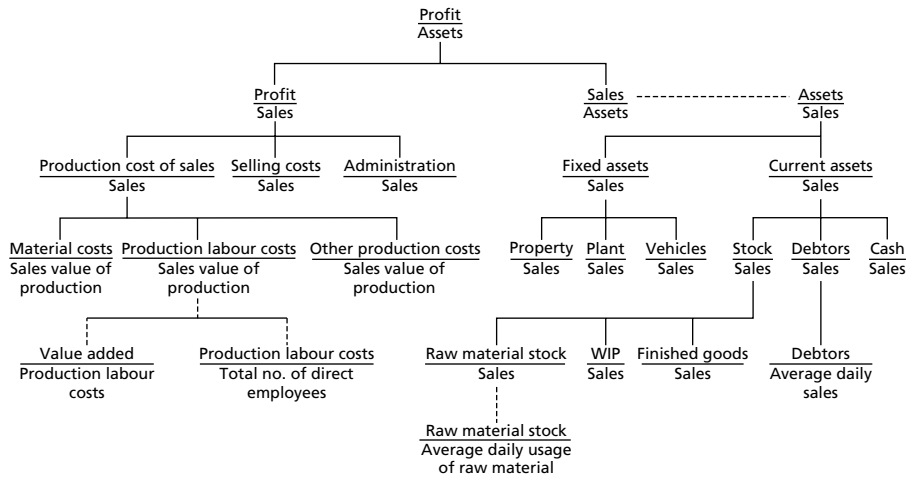 Profit
Assets
Profit
Sales
Sales
Assets
Assets
Sales
Production cost of sales
Sales
Selling costs
Sales
Administration
Sales
Fixed assets
Sales
Current assets
Sales
Material costs
Sales value of
production
Production labour costs
Sales value of
production
Other production costs
Sales value of
production
Property
Sales
Plant
Sales
Vehicles
Sales
Stock
Sales
Debtors
Sales
Cash
Sales
Value added
Production labour
costs
Production labour costs
Total no. of direct
employees
Raw material stock
Sales
WIP
Sales
Finished goods
Sales
Debtors
Average daily
sales
Raw material stock
Average daily usage
of raw material